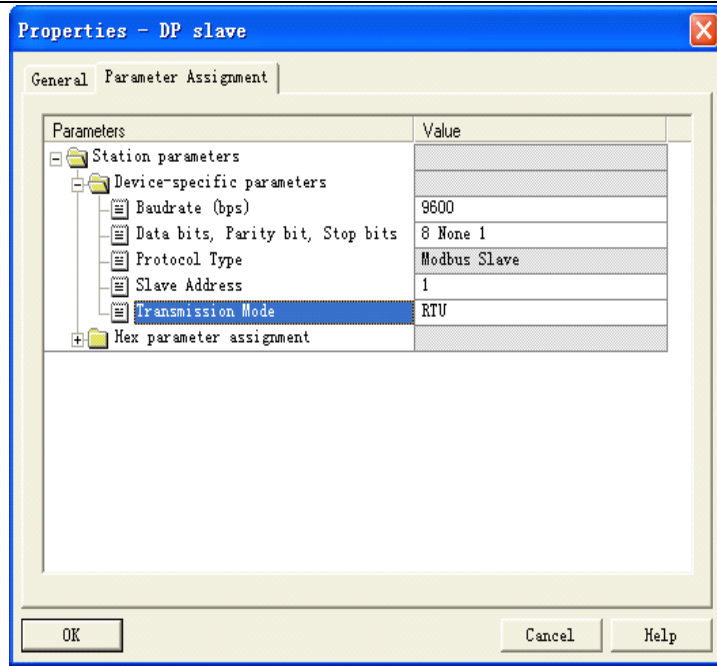 Properties - DP slave
General Parameter Assignment
Parameters Value
Station parameters
Device-specific parameters
Baudrate (bps) 9600
Data bits, Parity bit, Stop bits 8 None 1
Protocol Type Modbus Slave
Slave Address 1
Transmission Mode RTU
Hex parameter assignment
OK Cancel Help